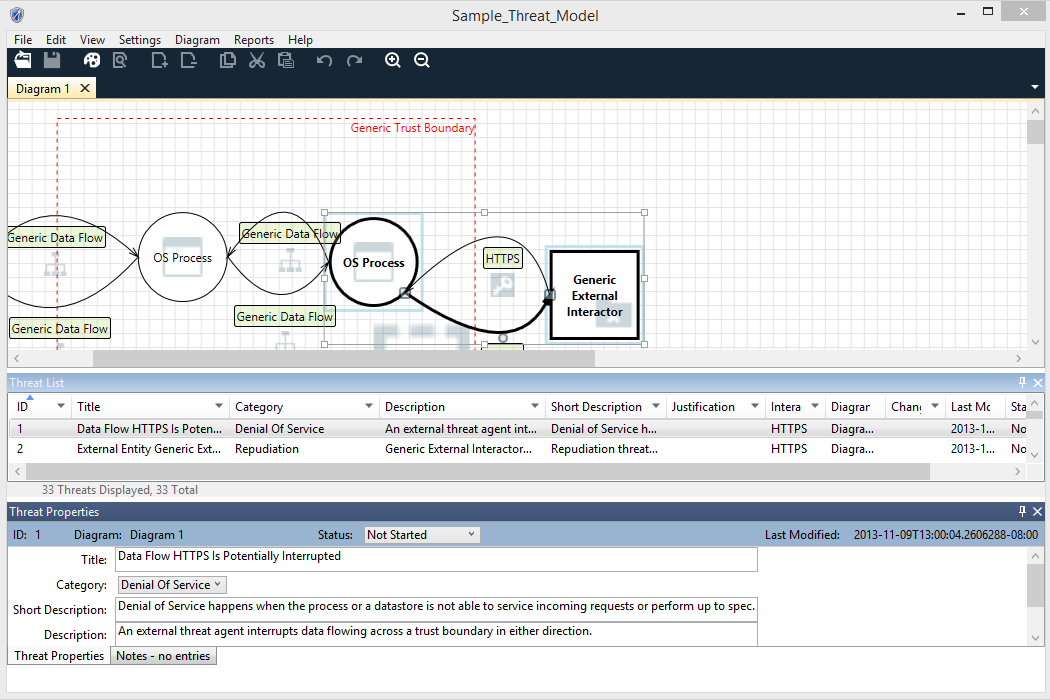 Sample_Threat_Model
File Edit View Settings Diagram Reports Help
Diagram 1
Generic Trust Boundary
Generic Data Flow
OS Process
Generic Data Flow
OS Process
HTTPS
Generic
External
Interactor
Generic Data Flow
Generic Data Flow
Threat List
ID Title Category Description Short Description Justification Intera Diagran Chang Last Mc Sta
1 Data Flow HTTPS Is Poten... Denial Of Service An external threat agent int... Denial of Service h... HTTPS Diagra... 2013-1... No
2 External Entity Generic Ext... Repudiation Generic External Interactor... Repudiation threat... HTTPS Diagra... 2013-1... No
33 Threats Displayed, 33 Total
Threat Properties
ID: 1 Diagram: Diagram 1 Status: Not Started Last Modified: 2013-11-09T13:00:04.2606288-08:00
Title: Data Flow HTTPS Is Potentially Interrupted
Category: Denial Of Service
Short Description: Denial of Service happens when the process or a datastore is not able to service incoming requests or perform up to spec.
Description: An external threat agent interrupts data flowing across a trust boundary in either direction.
Threat Properties Notes - no entries